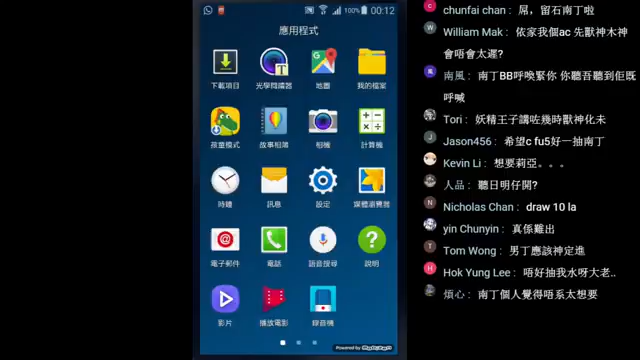 100% 00:12
應用程式
下載項目 光學閱讀器 地圖 我的檔案
孩童模式 故事相簿 相機 計算機
時鐘 訊息 設定 媒體瀏覽器
電子郵件 電話 語音搜尋 說明
影片 播放電影 錄音機
Powered by
chunfai chan： 屌，留石南丁啦
William Mak： 依家我個ac 先獸神木神
會唔會太遲?
南風： 南丁BB呼喚緊你 你聽吾聽到佢既
呼喊
Tori： 妖精王子講咗幾時獸神化未
Jason456： 希望c fu5好一抽南丁
Kevin Li： 想要莉亞。。。
人品： 聽日明仔開?
Nicholas Chan： draw 10 la
yin Chunyin： 真係難出
Tom Wong： 男丁應該神定進
Hok Yung Lee： 唔好抽我水呀大老..
煩心： 南丁個人覺得唔系太想要